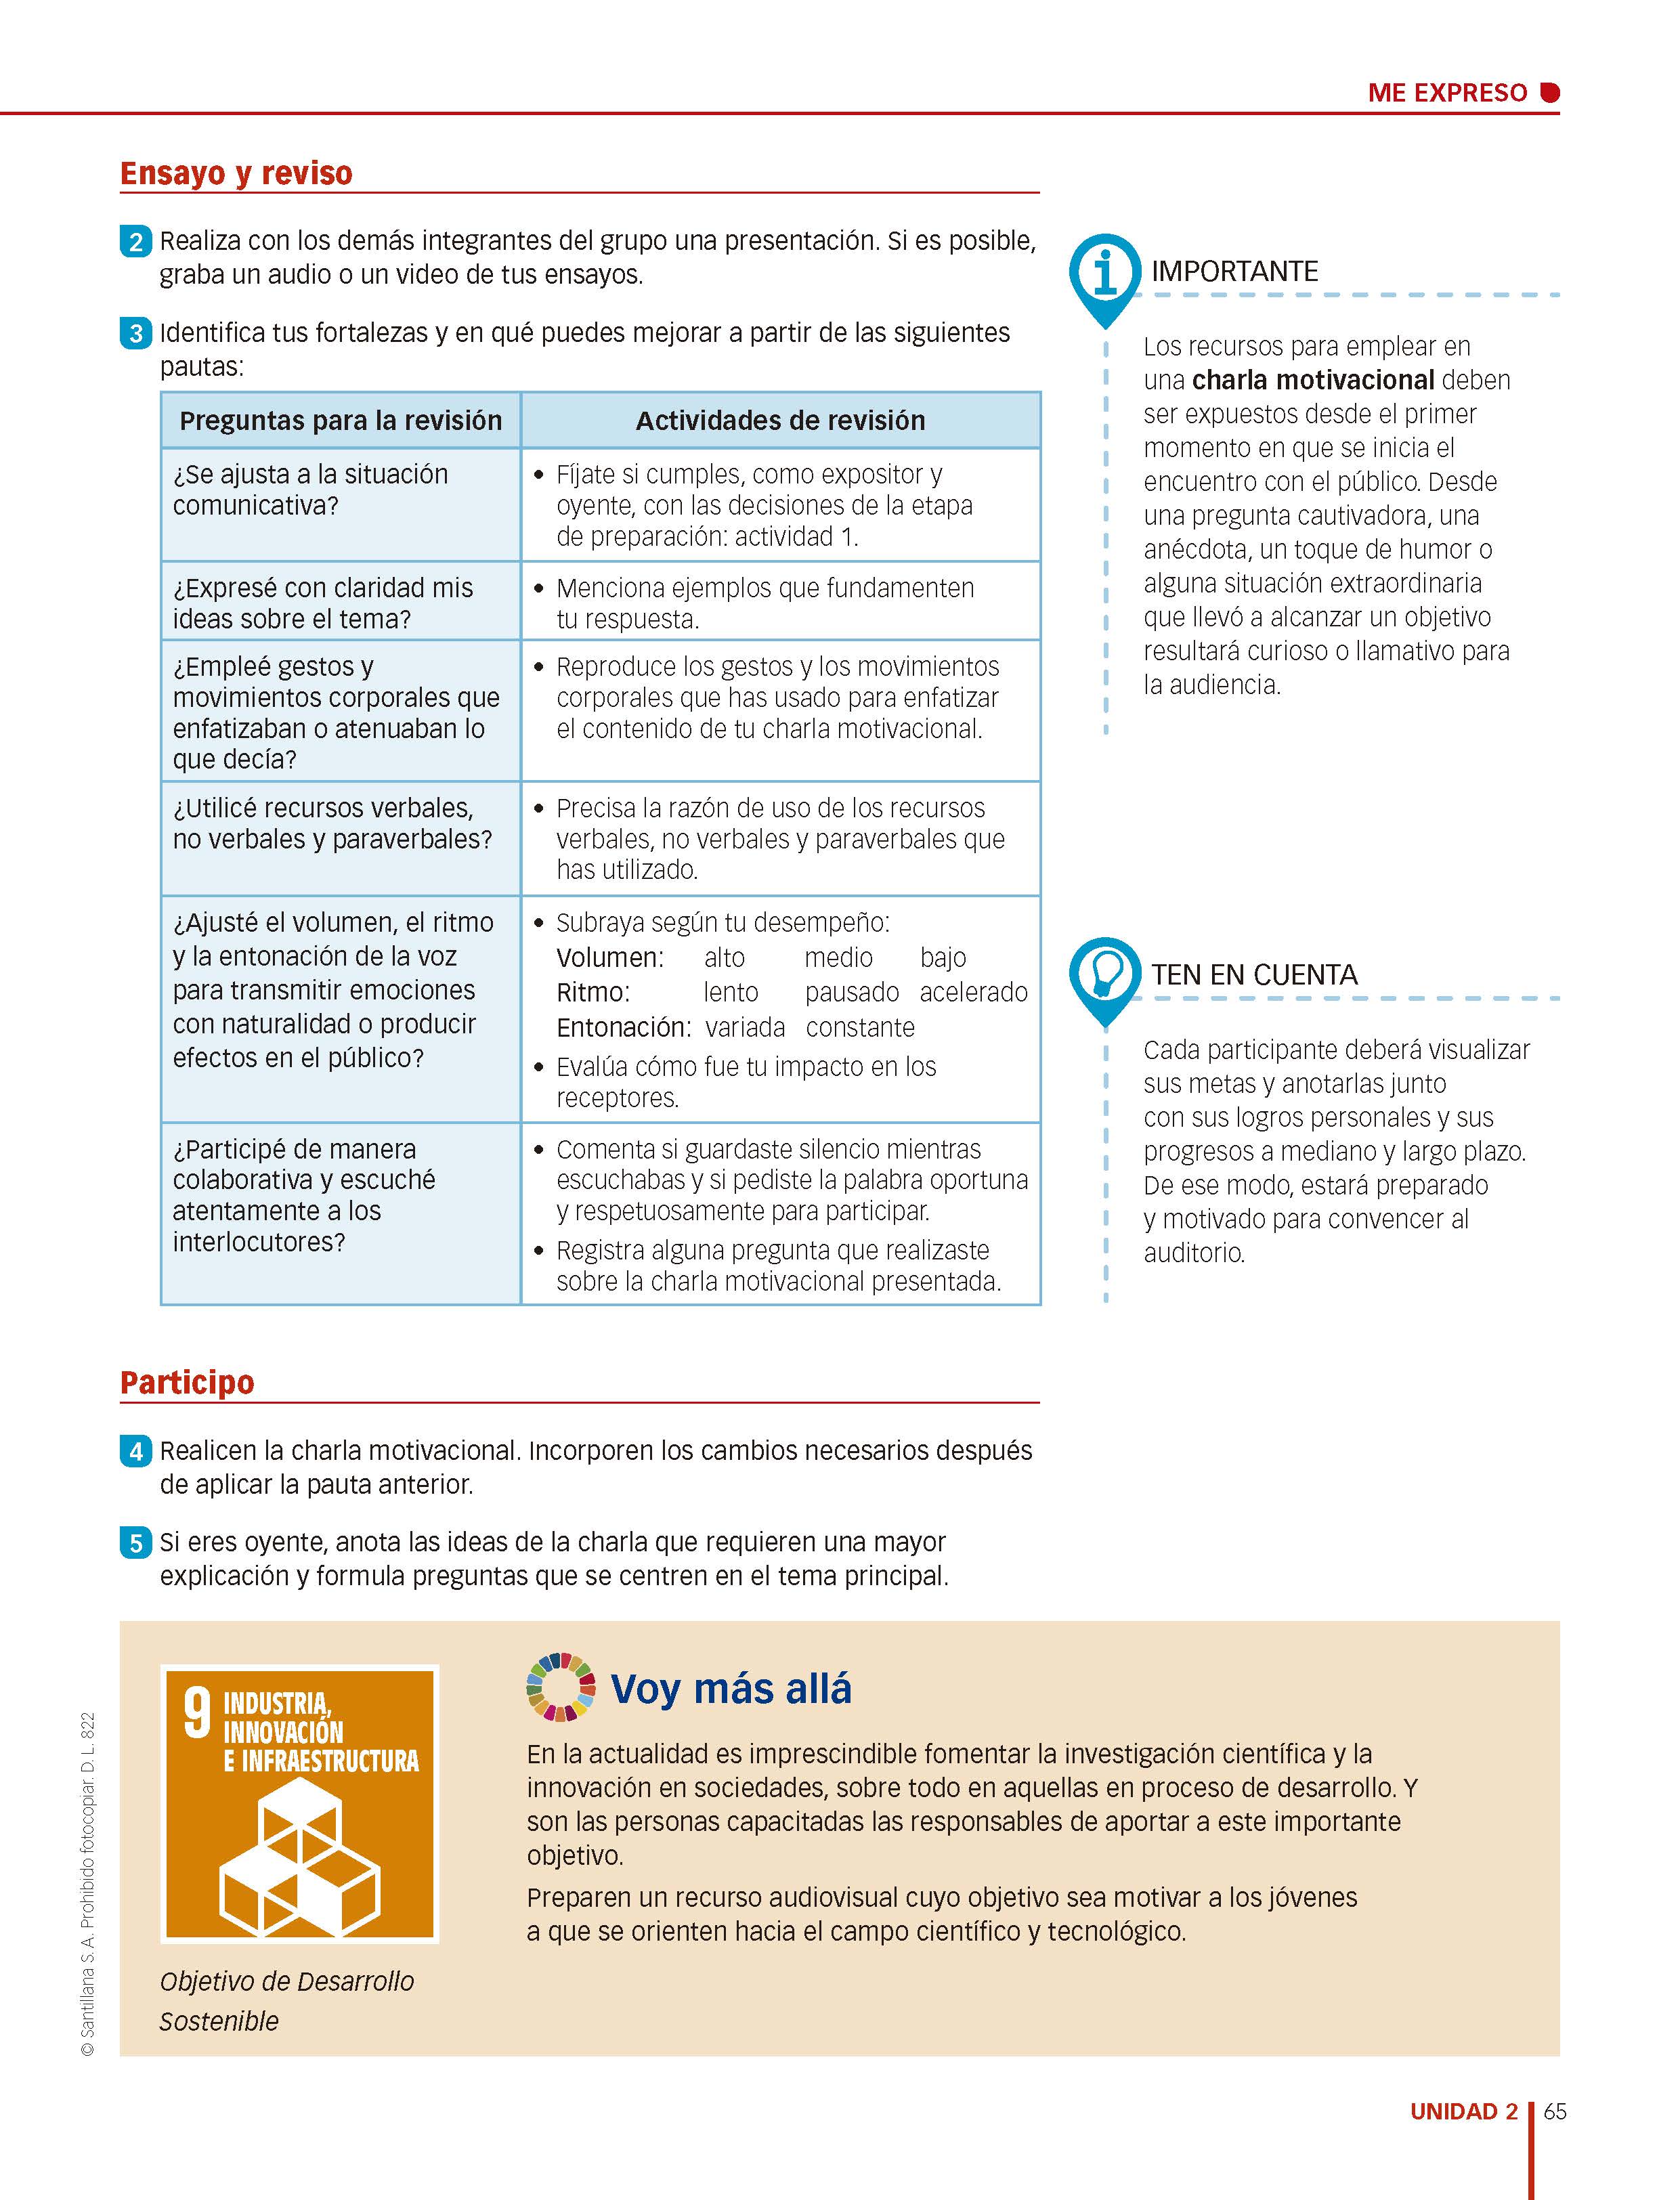 ME EXPRESO
Ensayo y reviso
2 Realiza con los demás integrantes del grupo una presentación. Si es posible,
graba un audio o un video de tus ensayos.
3 Identifica tus fortalezas y en qué puedes mejorar a partir de las siguientes
pautas:
Preguntas para la revisión
Actividades de revisión
¿Se ajusta a la situación
comunicativa?
• Fíjate si cumples, como expositor y
oyente, con las decisiones de la etapa
de preparación: actividad 1.
¿Expresé con claridad mis
ideas sobre el tema?
• Menciona ejemplos que fundamenten
tu respuesta.
¿Empleé gestos y
movimientos corporales que
enfatizaban o atenuaban lo
que decía?
• Reproduce los gestos y los movimientos
corporales que has usado para enfatizar
el contenido de tu charla motivacional.
¿Utilicé recursos verbales,
no verbales y paraverbales?
• Precisa la razón de uso de los recursos
verbales, no verbales y paraverbales que
has utilizado.
¿Ajusté el volumen, el ritmo
y la entonación de la voz
para transmitir emociones
con naturalidad o producir
efectos en el público?
• Subraya según tu desempeño:
Volumen: alto medio bajo
Ritmo: lento pausado acelerado
Entonación: variada constante
• Evalúa cómo fue tu impacto en los
receptores.
¿Participé de manera
colaborativa y escuché
atentamente a los
interlocutores?
• Comenta si guardaste silencio mientras
escuchabas y si pediste la palabra oportuna
y respetuosamente para participar.
• Registra alguna pregunta que realizaste
sobre la charla motivacional presentada.
IMPORTANTE
Los recursos para emplear en
una charla motivacional deben
ser expuestos desde el primer
momento en que se inicia el
encuentro con el público. Desde
una pregunta cautivadora, una
anécdota, un toque de humor o
alguna situación extraordinaria
que llevó a alcanzar un objetivo
resultará curioso o llamativo para
la audiencia.
TEN EN CUENTA
Cada participante deberá visualizar
sus metas y anotarlas junto
con sus logros personales y sus
progresos a mediano y largo plazo.
De ese modo, estará preparado
y motivado para convencer al
auditorio.
Participo
4 Realicen la charla motivacional. Incorporen los cambios necesarios después
de aplicar la pauta anterior.
5 Si eres oyente, anota las ideas de la charla que requieren una mayor
explicación y formula preguntas que se centren en el tema principal.
9 INDUSTRIA,
INNOVACIÓN
E INFRAESTRUCTURA
Objetivo de Desarrollo
Sostenible
Voy más allá
En la actualidad es imprescindible fomentar la investigación científica y la
innovación en sociedades, sobre todo en aquellas en proceso de desarrollo. Y
son las personas capacitadas las responsables de aportar a este importante
objetivo.
Preparen un recurso audiovisual cuyo objetivo sea motivar a los jóvenes
a que se orienten hacia el campo científico y tecnológico.
© Santillana S. A. Prohibido fotocopiar. D. L. 822
UNIDAD 2 65